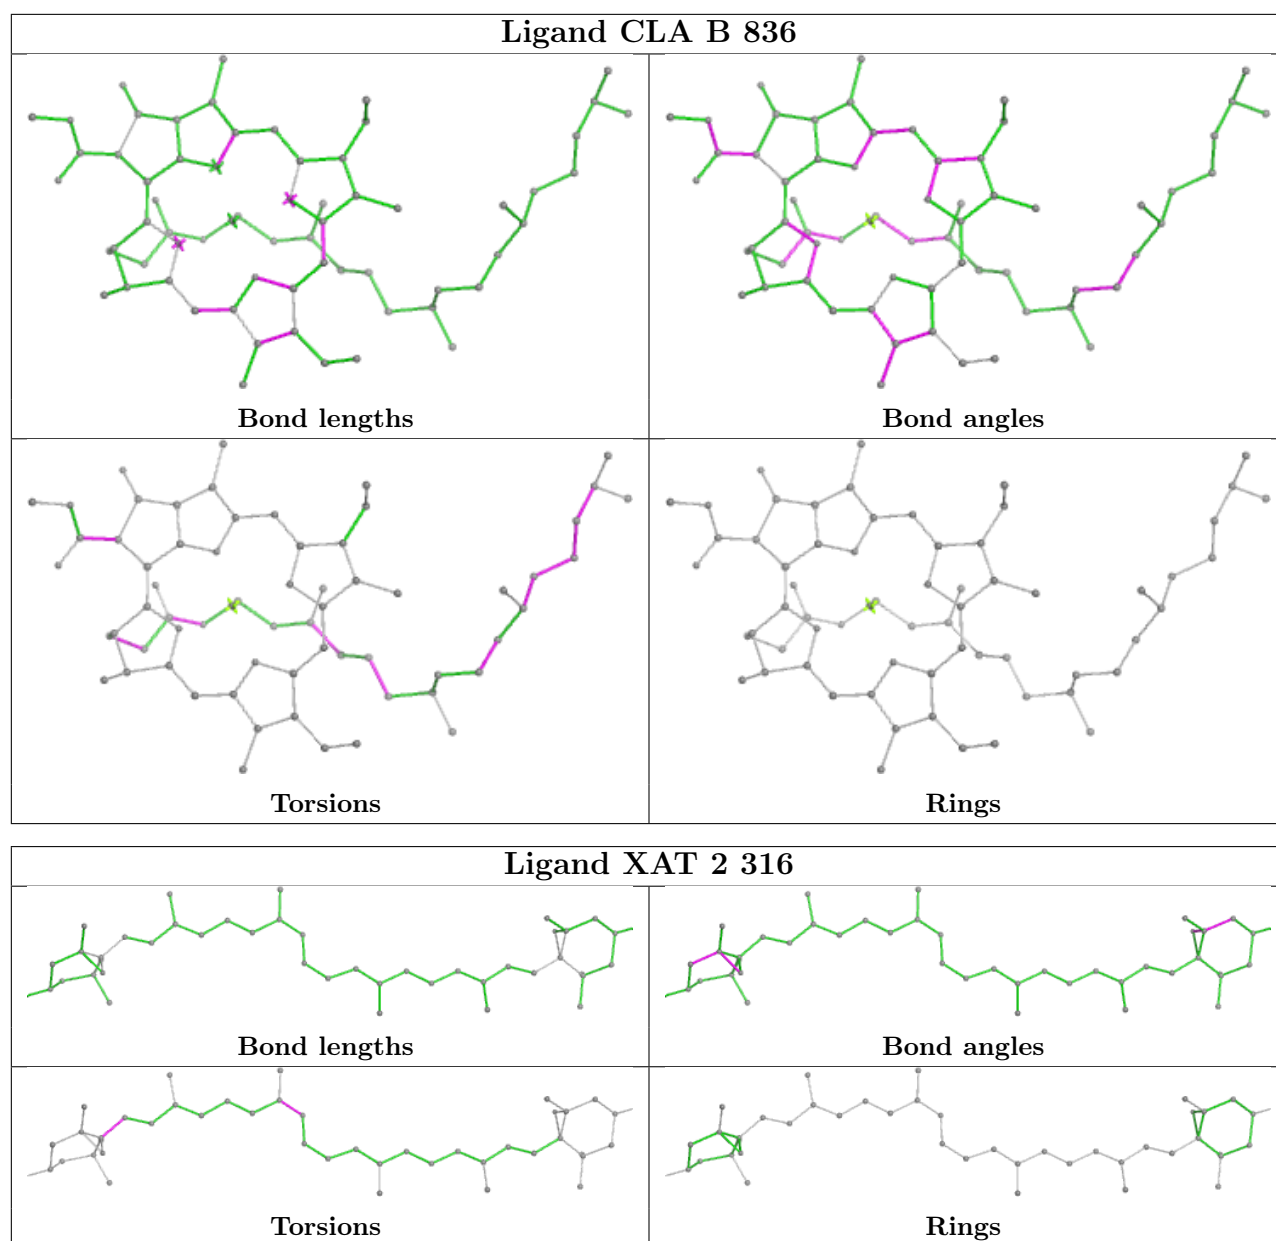 Ligand CLA B 836
Bond lengths
Bond angles
Torsions
Rings
Ligand XAT 2 316
Bond lengths
Bond angles
Torsions
Rings